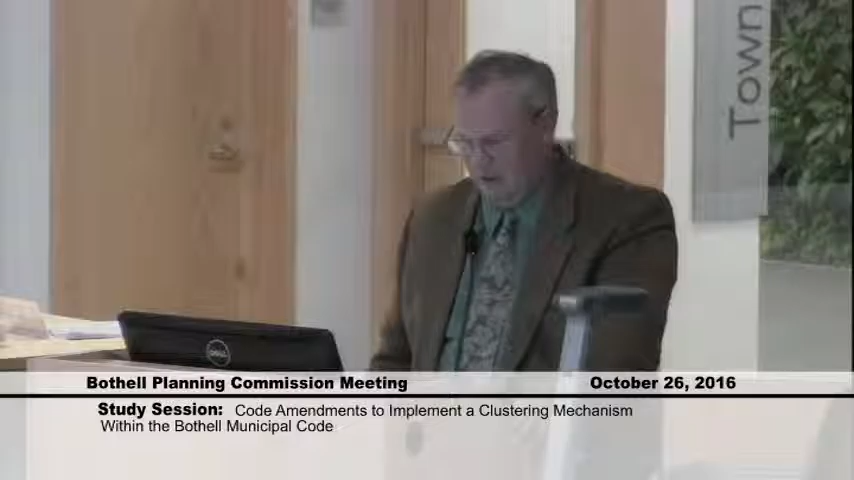 Town
DELL
Bothell Planning Commission Meeting October 26, 2016
Study Session: Code Amendments to Implement a Clustering Mechanism
Within the Bothell Municipal Code